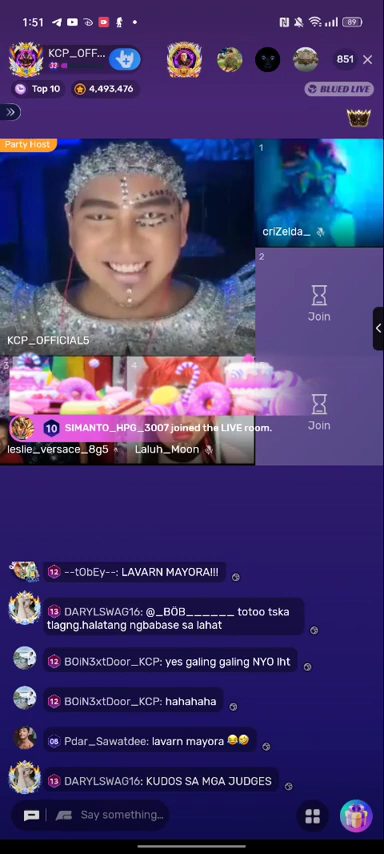 1:51
89
KCP_OFF...
851
Top 10
4,493,476
BLUED LIVE
Party Host
1
criZelda_
2
Join
KCP_OFFICIAL5
3
4
Join
10 SIMANTO_HPG_3007 joined the LIVE room.
leslie_versace_8g5
Laluh_Moon
12 --tObEy--: LAVARN MAYORA!!!
13 DARYLSWAG16: @_BÖB______ totoo tska
tlagng.halatang ngbabase sa lahat
12 BOiN3xtDoor_KCP: yes galing galing NYO lht
12 BOiN3xtDoor_KCP: hahahaha
08 Pdar_Sawatdee: lavarn mayora 😂🤣
13 DARYLSWAG16: KUDOS SA MGA JUDGES
Say something...